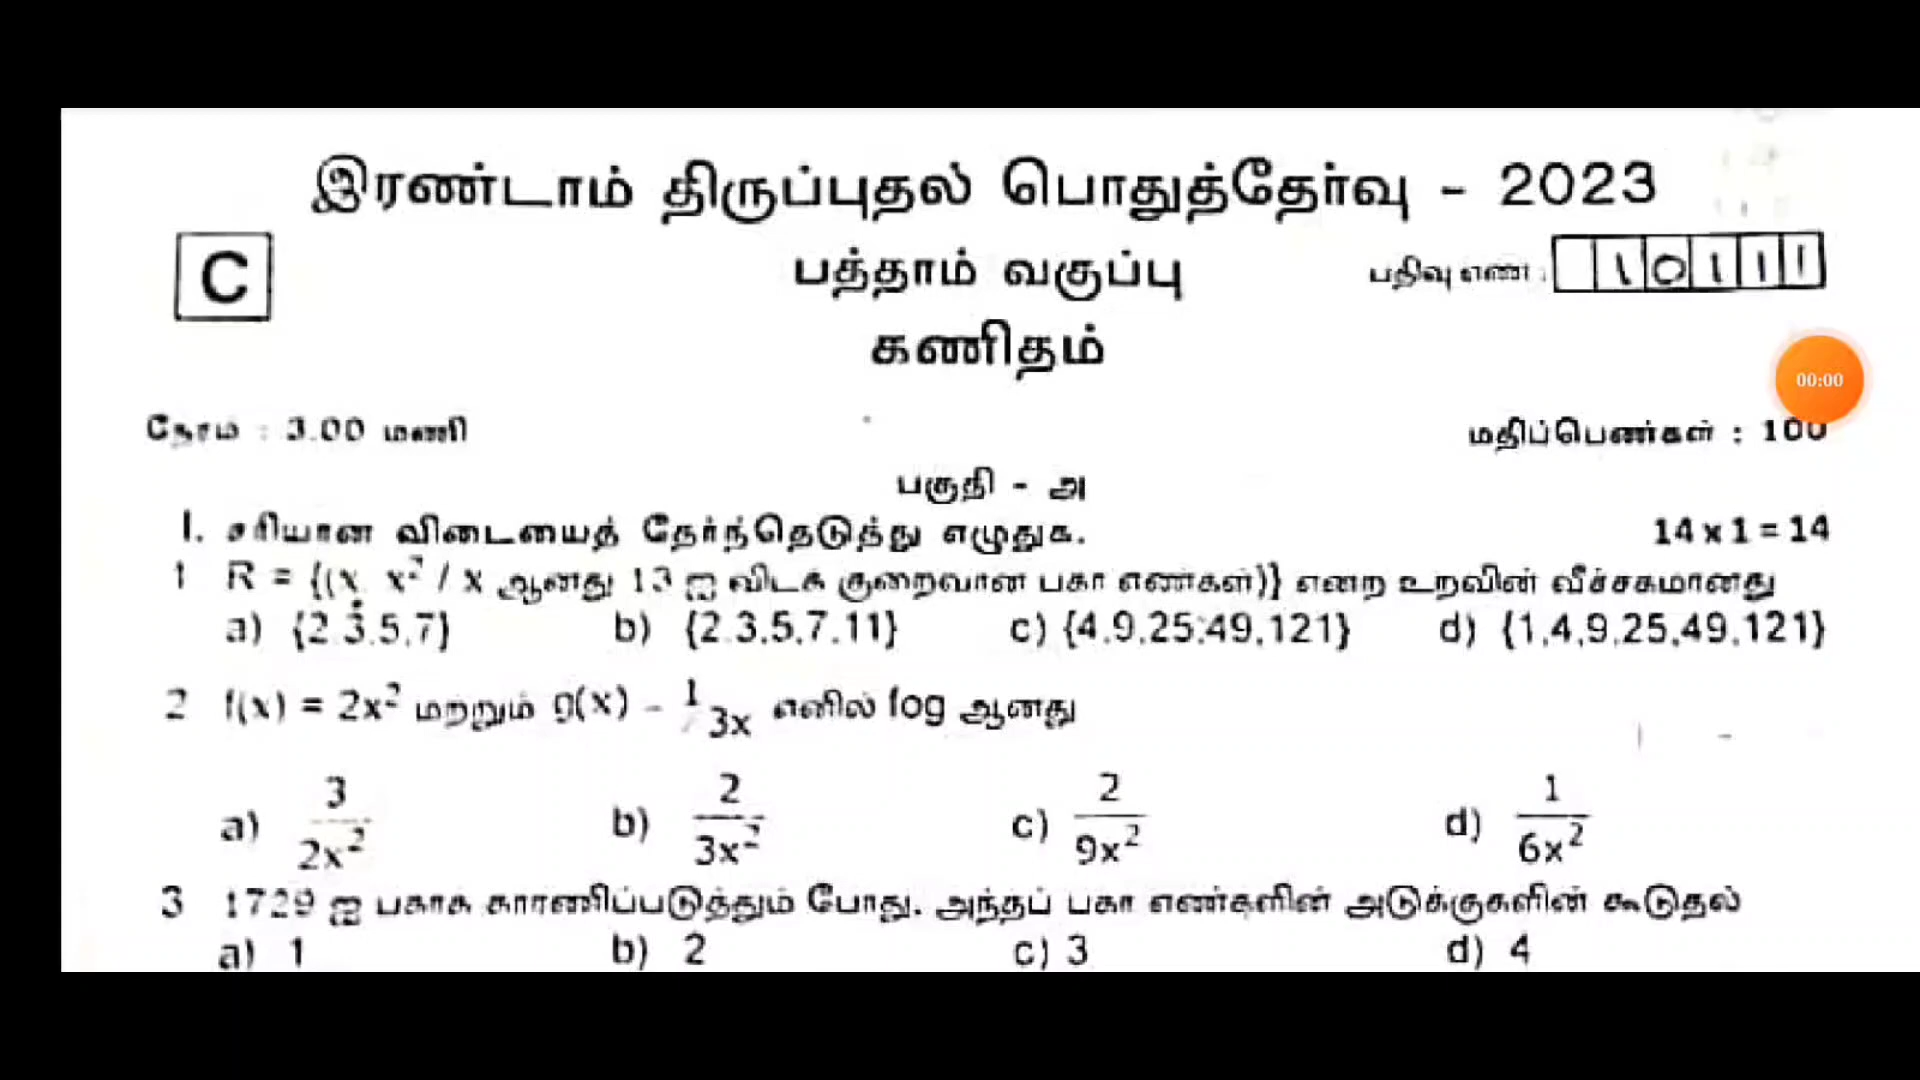 இரண்டாம் திருப்புதல் பொதுத்தேர்வு - 2023
C
பத்தாம் வகுப்பு
பதிவு எண் : 10111
கணிதம்
00:00
நேரம் : 3.00 மணி
மதிப்பெண்கள் : 100
பகுதி - அ
I. சரியான விடையைத் தேர்ந்தெடுத்து எழுதுக. 14 x 1 = 14
1 R = {(x, x² / x ஆனது 13 ஐ விடக் குறைவான பகா எண்கள்)} என்ற உறவின் வீச்சகமானது
a) {2.3.5,7} b) {2.3,5,7.11} c) {4,9,25;49,121} d) {1,4,9,25,49,121}
2 f(x) = 2x² மற்றும் g(x) - 1/3x எனில் fog ஆனது
a) 3/2x² b) 2/3x² c) 2/9x² d) 1/6x²
3 1729 ஐ பகாக் காரணிப்படுத்தும் போது. அந்தப் பகா எண்களின் அடுக்குகளின் கூடுதல்
a) 1 b) 2 c) 3 d) 4